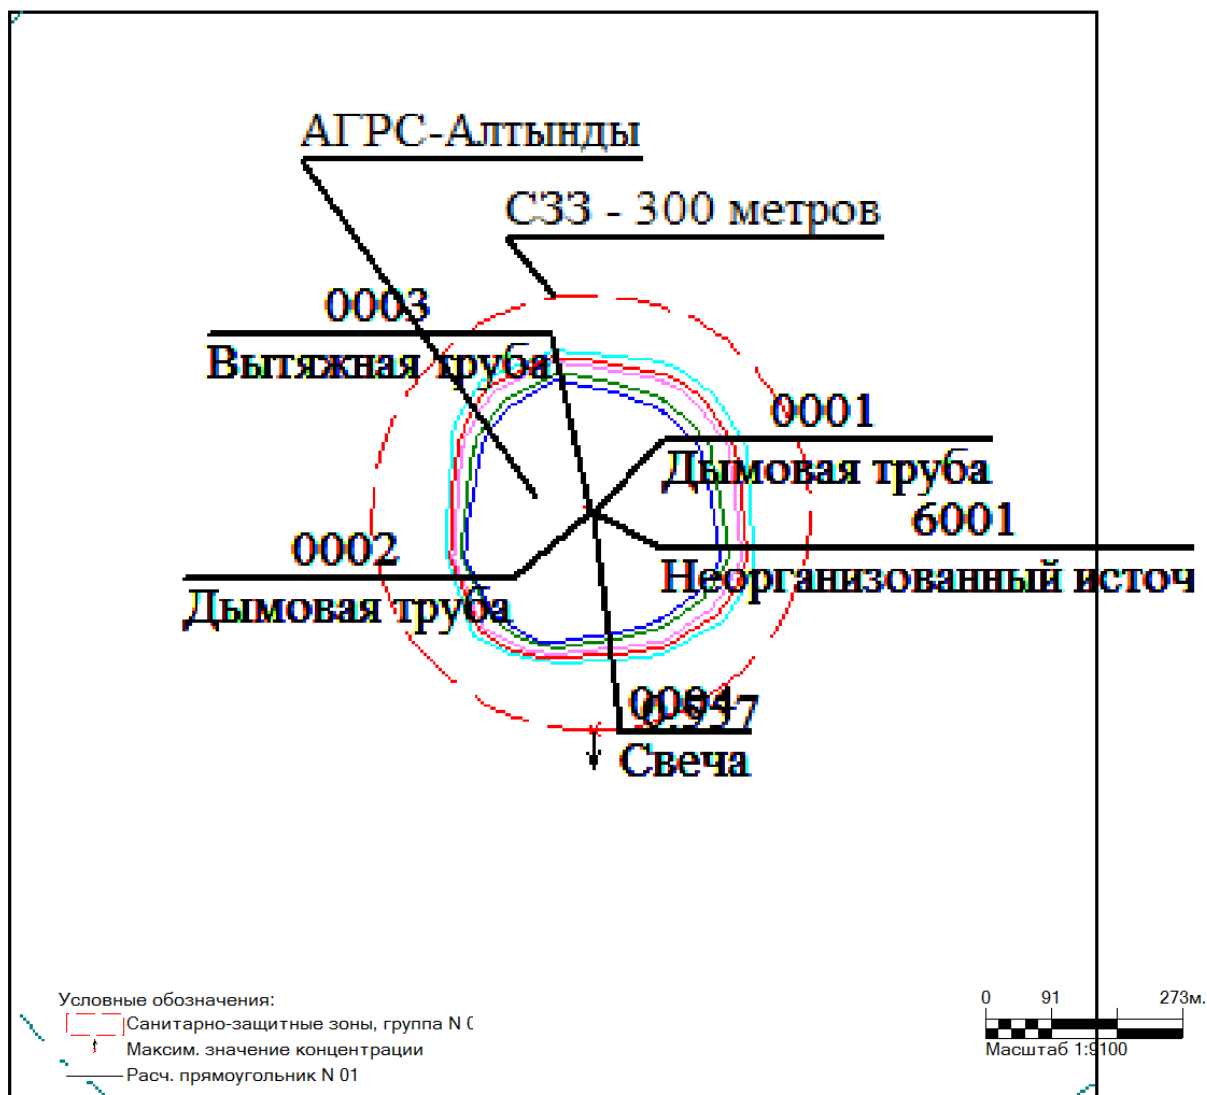 АГРС-Алтынды
СЗЗ - 300 метров
0003
Вытяжная труба
0001
Дымовая труба
6001
Неорганизованный источ
0002
Дымовая труба
0004
Свеча
Условные обозначения:
Санитарно-защитные зоны, группа N
Максим. значение концентрации
Расч. прямоугольник N 01
0 91 273м.
Масштаб 1:9100